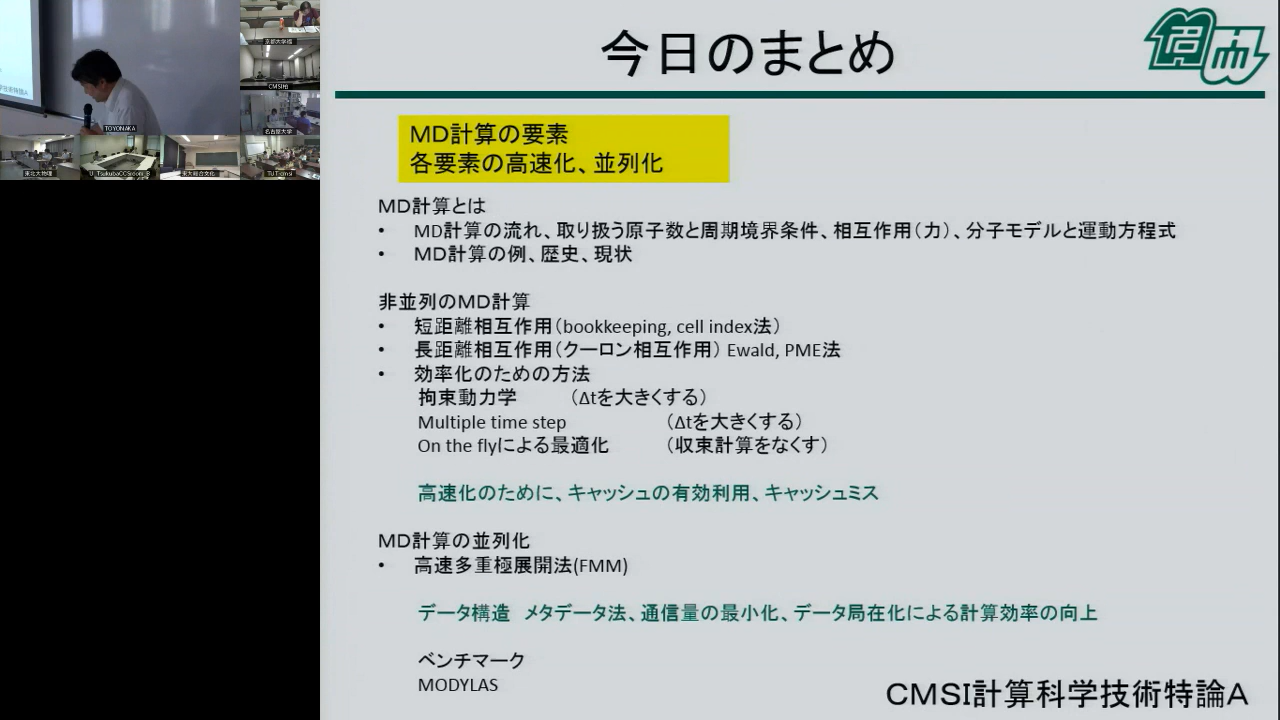 今日のまとめ
MD計算の要素
各要素の高速化、並列化
MD計算とは
• MD計算の流れ、取り扱う原子数と周期境界条件、相互作用（力）、分子モデルと運動方程式
• MD計算の例、歴史、現状
非並列のMD計算
• 短距離相互作用（bookkeeping, cell index法）
• 長距離相互作用（クーロン相互作用） Ewald, PME法
• 効率化のための方法
拘束動力学 （Δtを大きくする）
Multiple time step （Δtを大きくする）
On the flyによる最適化 （収束計算をなくす）
高速化のために、キャッシュの有効利用、キャッシュミス
MD計算の並列化
• 高速多重極展開法(FMM)
データ構造 メタデータ法、通信量の最小化、データ局在化による計算効率の向上
ベンチマーク
MODYLAS
CMSI計算科学技術特論A
TOYONAKA
CMSI柏
名古屋大学
東北大物理
U_TsukubaCCSroom_B
東大総合文化
TUT-cmsi